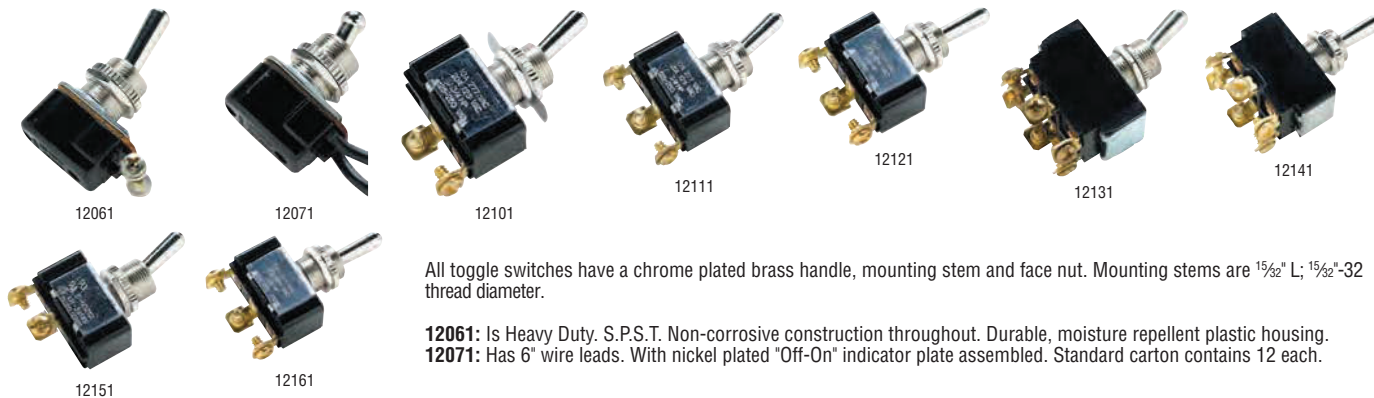 12061
12071
12101
12111
12121
12131
12141
12151
12161
All toggle switches have a chrome plated brass handle, mounting stem and face nut. Mounting stems are 15⁄32" L; 15⁄32"-32
thread diameter.
12061: Is Heavy Duty. S.P.S.T. Non-corrosive construction throughout. Durable, moisture repellent plastic housing.
12071: Has 6" wire leads. With nickel plated "Off-On" indicator plate assembled. Standard carton contains 12 each.